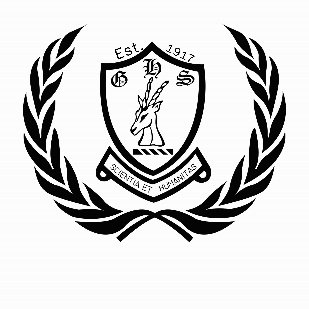 Est. 1917
G H S
SCIENTIA ET HUMANITAS